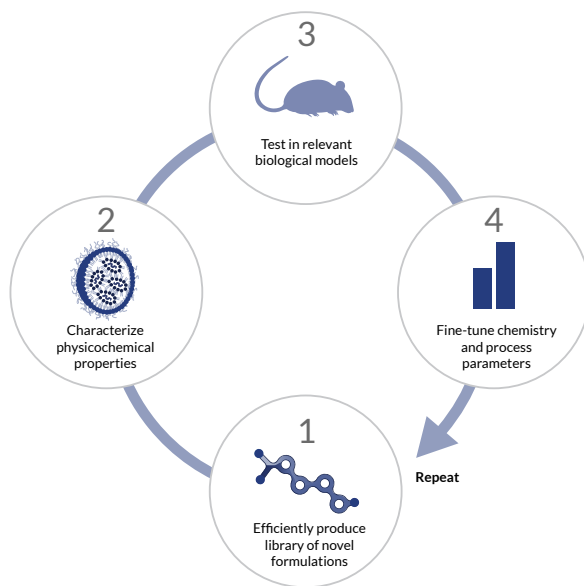 3
Test in relevant
biological models
2
Characterize
physicochemical
properties
4
Fine-tune chemistry
and process
parameters
1
Efficiently produce
library of novel
formulations
Repeat